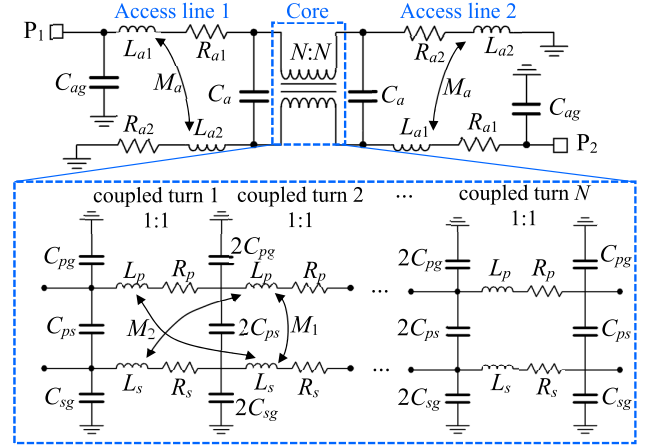 Access line 1 Core Access line 2
P1 La1 Ra1 N:N Ra2 La2
Cag Ma Ca Ca Ma Cag
Ra2 La2 La1 Ra1 P2
coupled turn 1 coupled turn 2 ... coupled turn N
1:1 1:1 1:1
Cpg 2Cpg 2Cpg Cpg
Lp Rp Lp Rp ... Lp Rp
Cps M2 2Cps M1 2Cps Cps
Ls Rs Ls Rs ... Ls Rs
Csg 2Csg 2Csg Csg